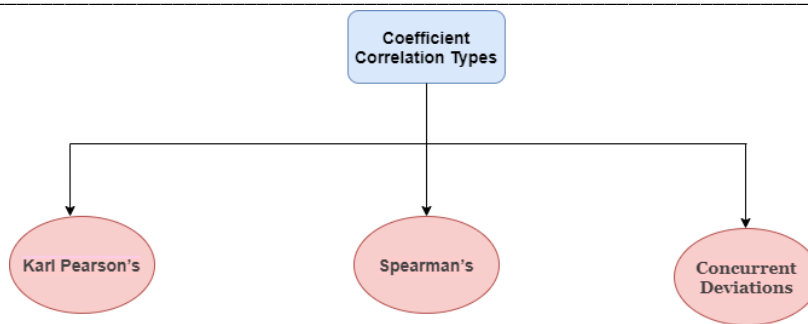 Coefficient
Correlation Types
Karl Pearson's
Spearman's
Concurrent
Deviations